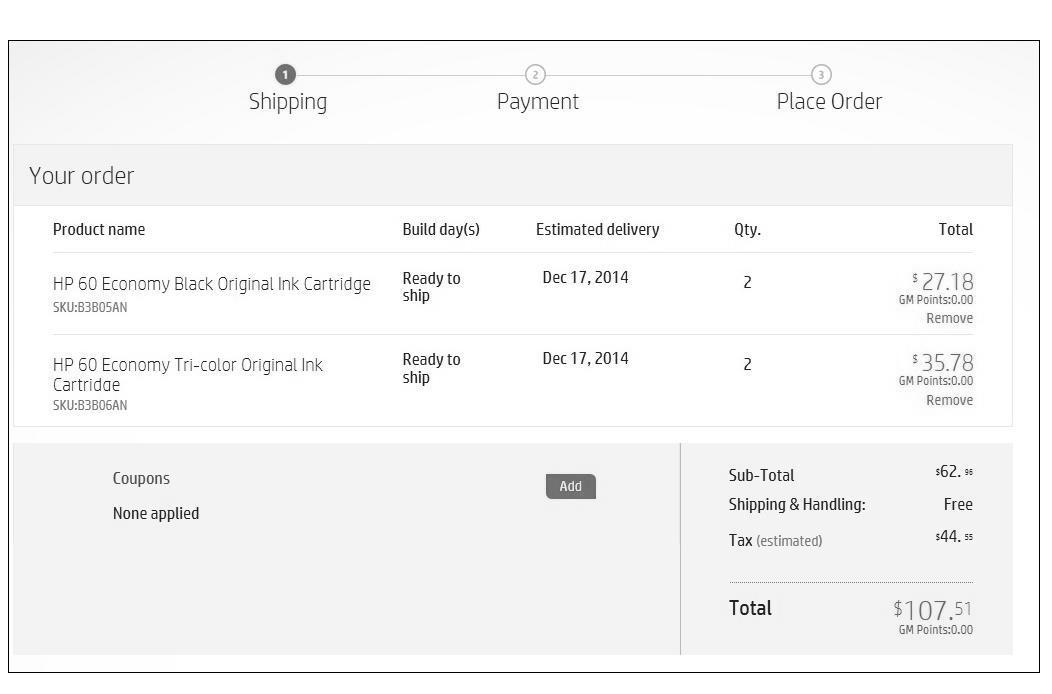 1 2 3
Shipping Payment Place Order
Your order
Product name Build day(s) Estimated delivery Qty. Total
HP 60 Economy Black Original Ink Cartridge Ready to ship Dec 17, 2014 2 $27.18
SKU:B3B05AN GM Points:0.00
Remove
HP 60 Economy Tri-color Original Ink Cartridge Ready to ship Dec 17, 2014 2 $35.78
SKU:B3B06AN GM Points:0.00
Remove
Coupons Add
None applied
Sub-Total $62.96
Shipping & Handling: Free
Tax (estimated) $44.55
Total $107.51
GM Points:0.00